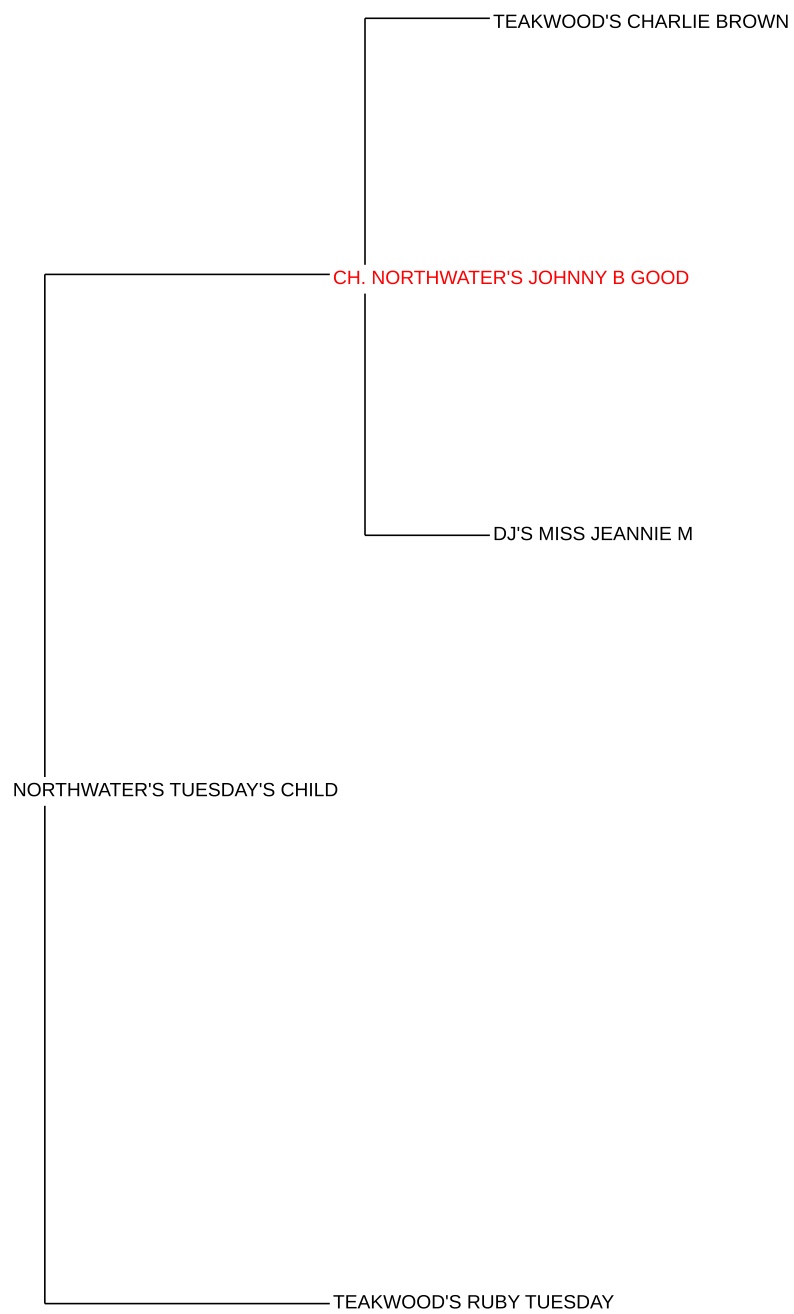 TEAKWOOD'S CHARLIE BROWN
CH. NORTHWATER'S JOHNNY B GOOD
DJ'S MISS JEANNIE M
NORTHWATER'S TUESDAY'S CHILD
TEAKWOOD'S RUBY TUESDAY